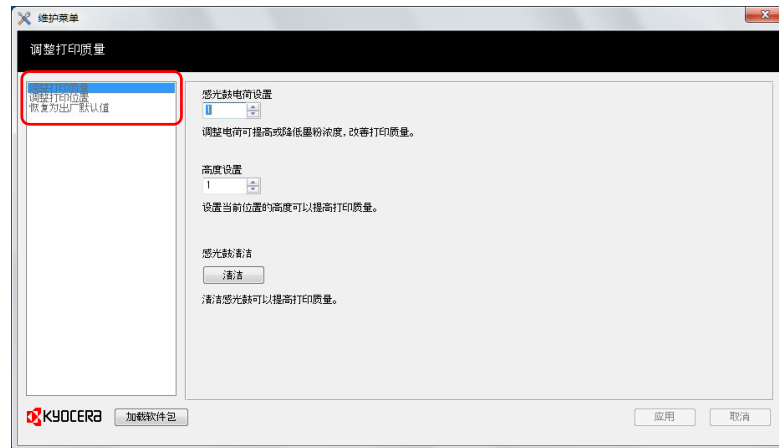 维护菜单
调整打印质量
调整打印质量
调整打印位置
恢复为出厂默认值
感光鼓电荷设置
1
调整电荷可提高或降低墨粉浓度,改善打印质量。
高度设置
1
设置当前位置的高度可以提高打印质量。
感光鼓清洁
清洁
清洁感光鼓可以提高打印质量。
KYOCERA 加载软件包 应用 取消